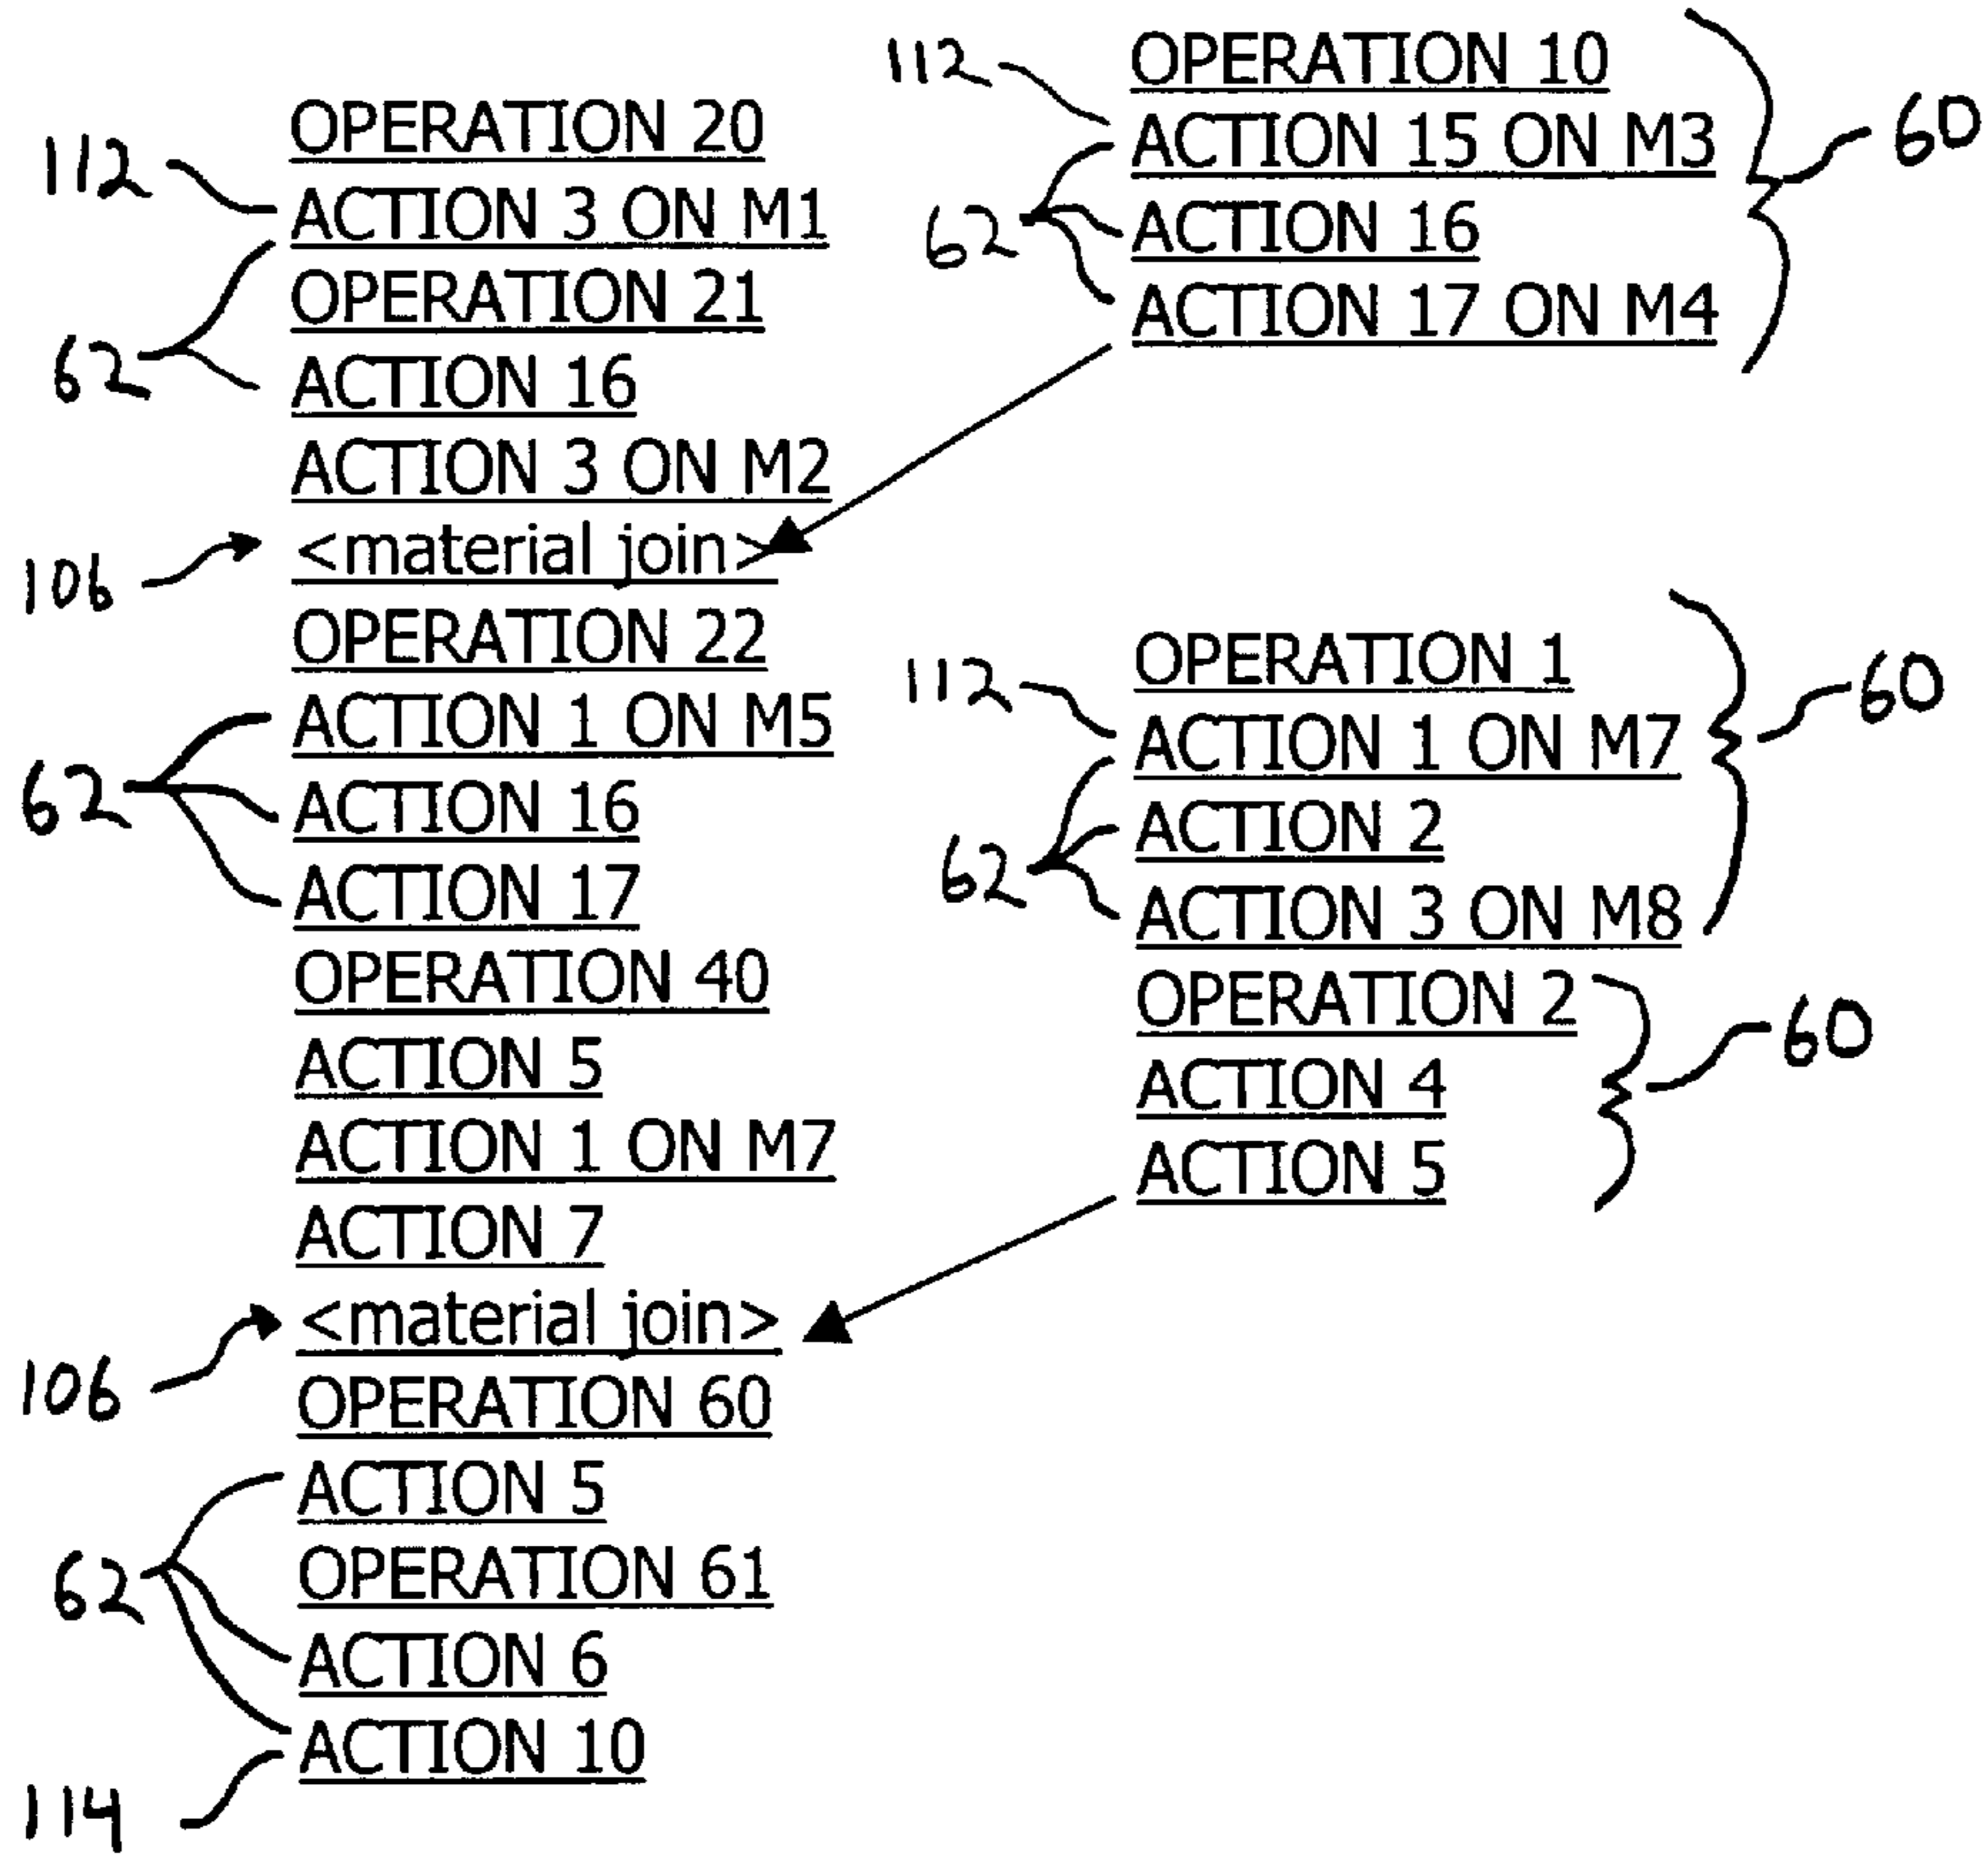 112
OPERATION 20
ACTION 3 ON M1
OPERATION 21
62
ACTION 16
ACTION 3 ON M2
106
<material join>
OPERATION 22
ACTION 1 ON M5
62
ACTION 16
ACTION 17
OPERATION 40
ACTION 5
ACTION 1 ON M7
ACTION 7
<material join>
106
OPERATION 60
ACTION 5
62
OPERATION 61
ACTION 6
ACTION 10
114
112
OPERATION 10
ACTION 15 ON M3
60
62
ACTION 16
ACTION 17 ON M4
112
OPERATION 1
60
ACTION 1 ON M7
62
ACTION 2
ACTION 3 ON M8
OPERATION 2
60
ACTION 4
ACTION 5